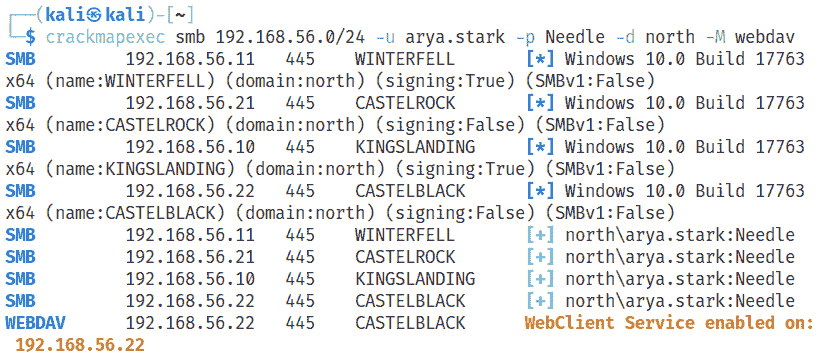 ┌──(kali㉿kali)-[~]
└─$ crackmapexec smb 192.168.56.0/24 -u arya.stark -p Needle -d north -M webdav
SMB 192.168.56.11 445 WINTERFELL [*] Windows 10.0 Build 17763
x64 (name:WINTERFELL) (domain:north) (signing:True) (SMBv1:False)
SMB 192.168.56.21 445 CASTELROCK [*] Windows 10.0 Build 17763
x64 (name:CASTELROCK) (domain:north) (signing:False) (SMBv1:False)
SMB 192.168.56.10 445 KINGSLANDING [*] Windows 10.0 Build 17763
x64 (name:KINGSLANDING) (domain:north) (signing:True) (SMBv1:False)
SMB 192.168.56.22 445 CASTELBLACK [*] Windows 10.0 Build 17763
x64 (name:CASTELBLACK) (domain:north) (signing:False) (SMBv1:False)
SMB 192.168.56.11 445 WINTERFELL [+] north\arya.stark:Needle
SMB 192.168.56.21 445 CASTELROCK [+] north\arya.stark:Needle
SMB 192.168.56.10 445 KINGSLANDING [+] north\arya.stark:Needle
SMB 192.168.56.22 445 CASTELBLACK [+] north\arya.stark:Needle
WEBDAV 192.168.56.22 445 CASTELBLACK WebClient Service enabled on:
192.168.56.22